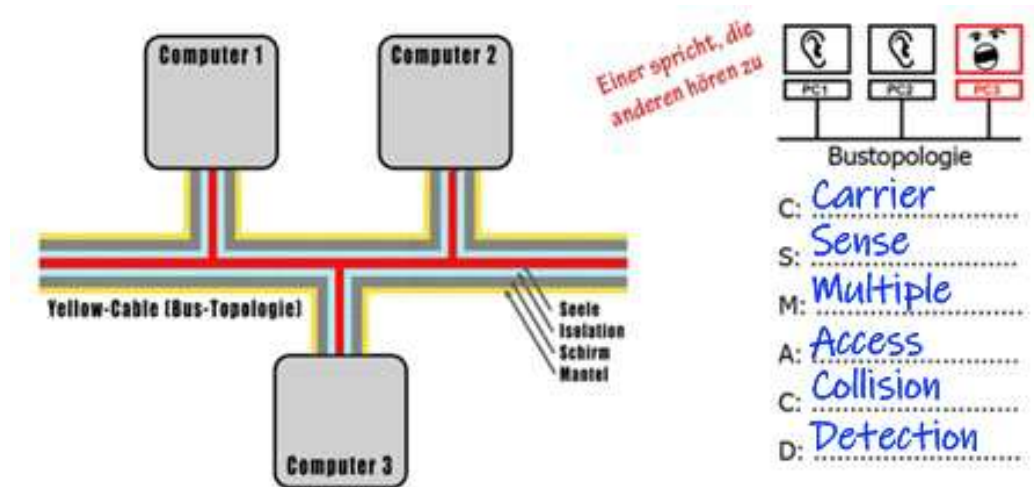 Computer 1
Computer 2
Yellow-Cable (Bus-Topologie)
Seele
Isolation
Schirm
Mantel
Computer 3
Einer spricht, die
anderen hören zu
PC1 PC2 PC3
Bustopologie
C: Carrier
S: Sense
M: Multiple
A: Access
C: Collision
D: Detection